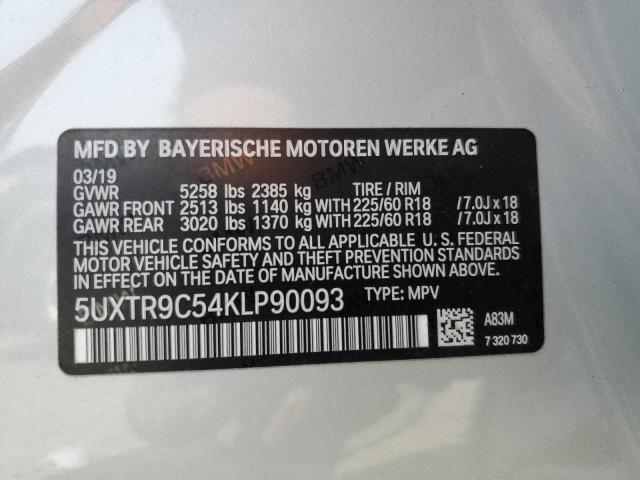 MFD BY BAYERISCHE MOTOREN WERKE AG
03/19
GVWR 5258 lbs 2385 kg TIRE / RIM
GAWR FRONT 2513 lbs 1140 kg WITH 225/60 R18 /7.0J x 18
GAWR REAR 3020 lbs 1370 kg WITH 225/60 R18 /7.0J x 18
THIS VEHICLE CONFORMS TO ALL APPLICABLE U. S. FEDERAL
MOTOR VEHICLE SAFETY AND THEFT PREVENTION STANDARDS
IN EFFECT ON THE DATE OF MANUFACTURE SHOWN ABOVE.
5UXTR9C54KLP90093 TYPE: MPV
A83M
7 320 730
BMW
BMW